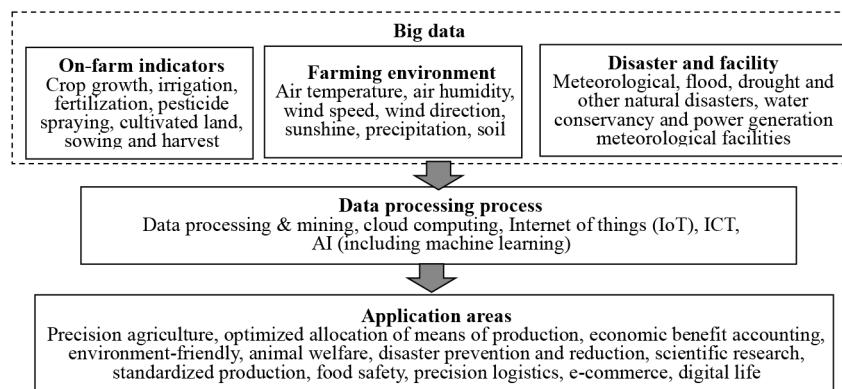 Big data
On-farm indicators
Crop growth, irrigation,
fertilization, pesticide
spraying, cultivated land,
sowing and harvest
Farming environment
Air temperature, air humidity,
wind speed, wind direction,
sunshine, precipitation, soil
Disaster and facility
Meteorological, flood, drought and
other natural disasters, water
conservancy and power generation
meteorological facilities
Data processing process
Data processing & mining, cloud computing, Internet of things (IoT), ICT,
AI (including machine learning)
Application areas
Precision agriculture, optimized allocation of means of production, economic benefit accounting,
environment-friendly, animal welfare, disaster prevention and reduction, scientific research,
standardized production, food safety, precision logistics, e-commerce, digital life